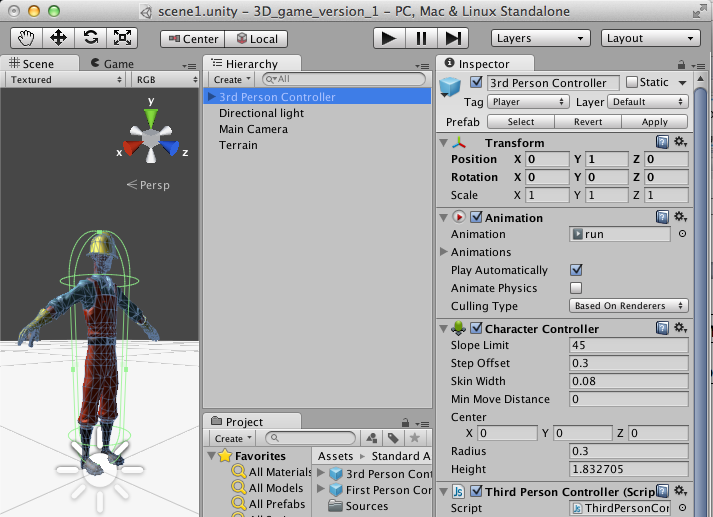 scene1.unity – 3D_game_version_1 – PC, Mac & Linux Standalone
Center Local Layers Layout
Scene Game
Textured RGB
y
x z
Persp
Hierarchy
Create All
3rd Person Controller
Directional light
Main Camera
Terrain
Project
Create
Favorites
All Materials
All Models
All Prefabs
Assets Standard A
3rd Person Cont
First Person Cor
Sources
Inspector
3rd Person Controller Static
Tag Player Layer Default
Prefab Select Revert Apply
Transform
Position X 0 Y 1 Z 0
Rotation X 0 Y 0 Z 0
Scale X 1 Y 1 Z 1
Animation
Animation run
Animations
Play Automatically
Animate Physics
Culling Type Based On Renderers
Character Controller
Slope Limit 45
Step Offset 0.3
Skin Width 0.08
Min Move Distance 0
Center
X 0 Y 0 Z 0
Radius 0.3
Height 1.832705
Third Person Controller (Scrip
Script ThirdPersonCor